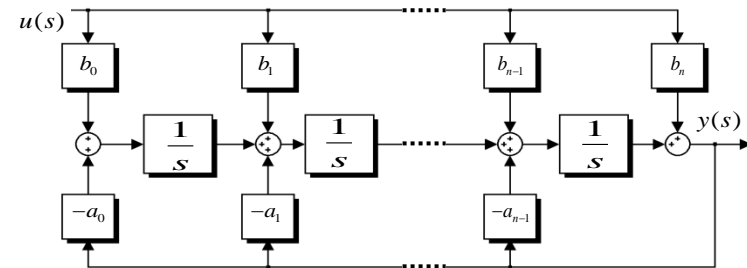 u(s)
b₀ b₁ bₙ₋₁ bₙ
y(s)
1/s 1/s 1/s
+ + + + + + + + + + +
−a₀ −a₁ −aₙ₋₁